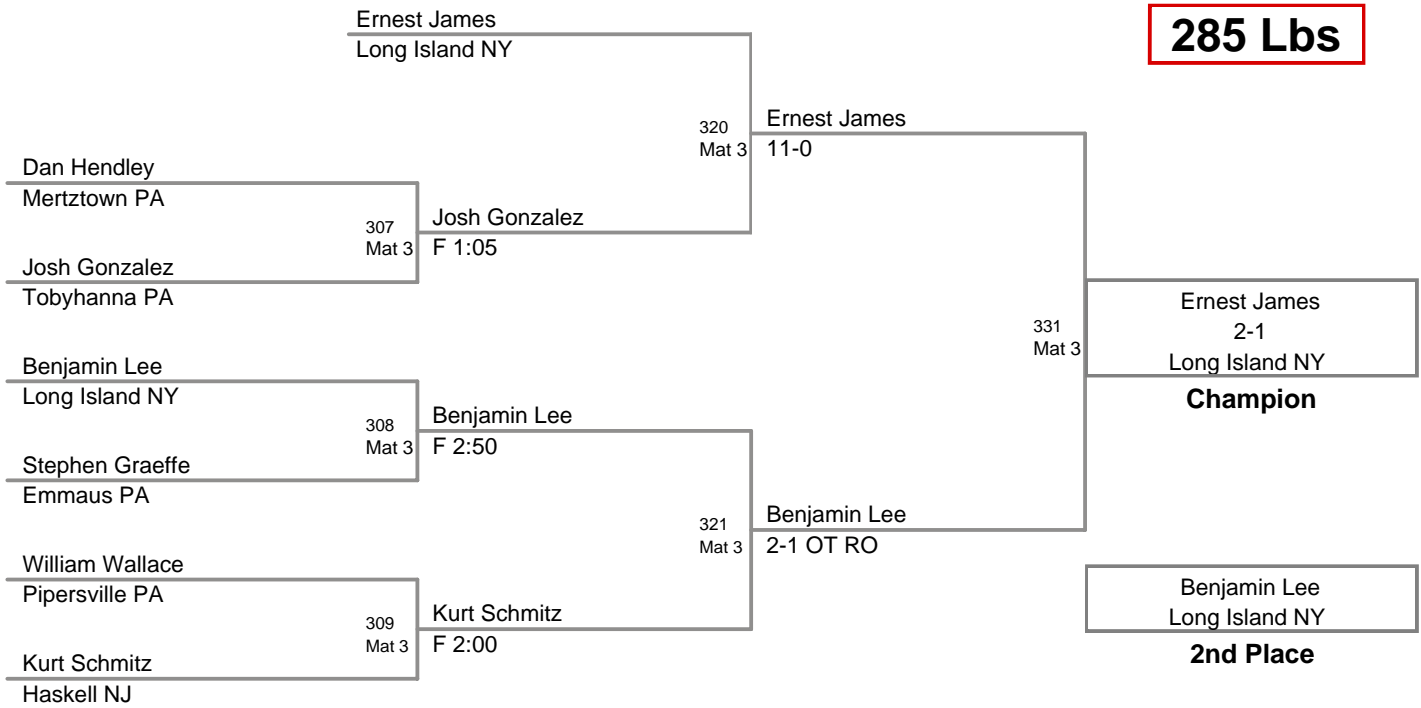 Ernest James
Long Island NY
285 Lbs
320
Mat 3
Ernest James
11-0
Dan Hendley
Mertztown PA
307
Mat 3
Josh Gonzalez
F 1:05
Josh Gonzalez
Tobyhanna PA
331
Mat 3
Ernest James
2-1
Long Island NY
Champion
Benjamin Lee
Long Island NY
308
Mat 3
Benjamin Lee
F 2:50
Stephen Graeffe
Emmaus PA
321
Mat 3
Benjamin Lee
2-1 OT RO
William Wallace
Pipersville PA
309
Mat 3
Kurt Schmitz
F 2:00
Kurt Schmitz
Haskell NJ
Benjamin Lee
Long Island NY
2nd Place